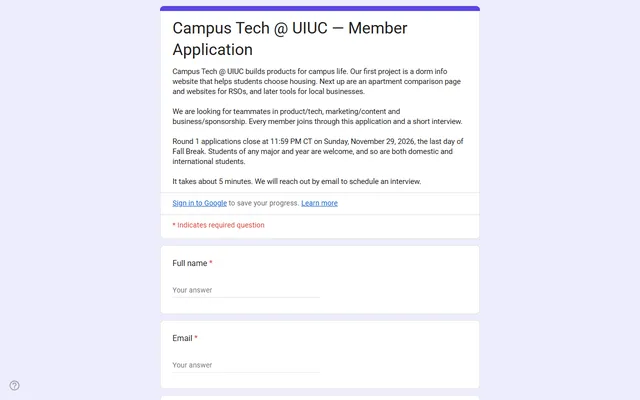 Campus Tech @ UIUC — Member
Application
Campus Tech @ UIUC builds products for campus life. Our first project is a dorm info
website that helps students choose housing. Next up are an apartment comparison page
and websites for RSOs, and later tools for local businesses.
We are looking for teammates in product/tech, marketing/content and
business/sponsorship. Every member joins through this application and a short interview.
Round 1 applications close at 11:59 PM CT on Sunday, November 29, 2026, the last day of
Fall Break. Students of any major and year are welcome, and so are both domestic and
international students.
It takes about 5 minutes. We will reach out by email to schedule an interview.
Sign in to Google to save your progress. Learn more
* Indicates required question
Full name *
Your answer
Email *
Your answer